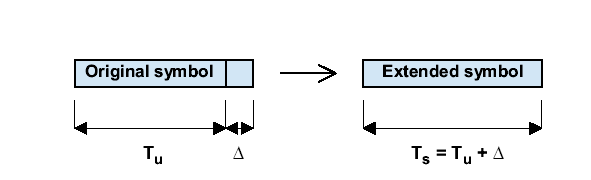 Original symbol
Extended symbol
Tu
Δ
Ts = Tu + Δ